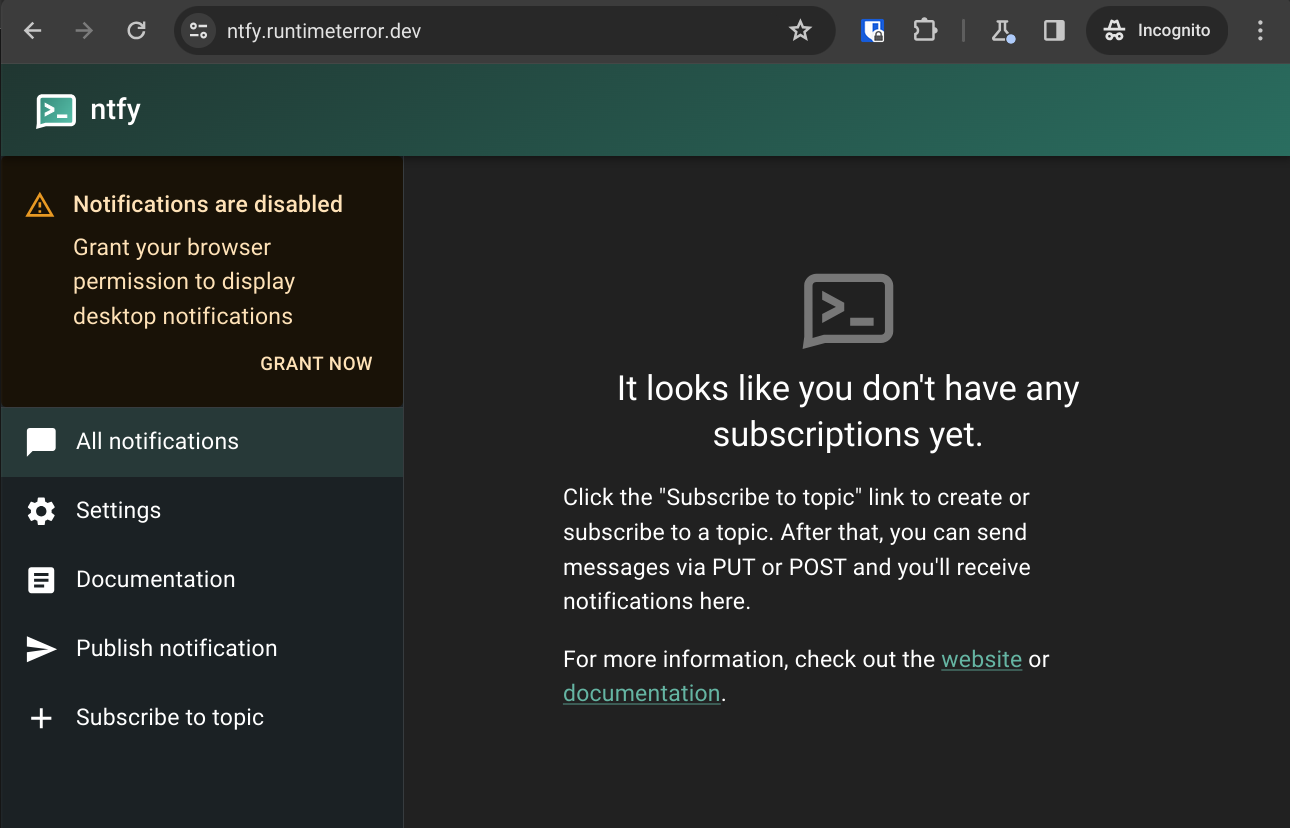 ntfy.runtimeterror.dev
Incognito
ntfy
Notifications are disabled
Grant your browser
permission to display
desktop notifications
GRANT NOW
All notifications
Settings
Documentation
Publish notification
Subscribe to topic
It looks like you don't have any
subscriptions yet.
Click the "Subscribe to topic" link to create or
subscribe to a topic. After that, you can send
messages via PUT or POST and you'll receive
notifications here.
For more information, check out the website or
documentation.